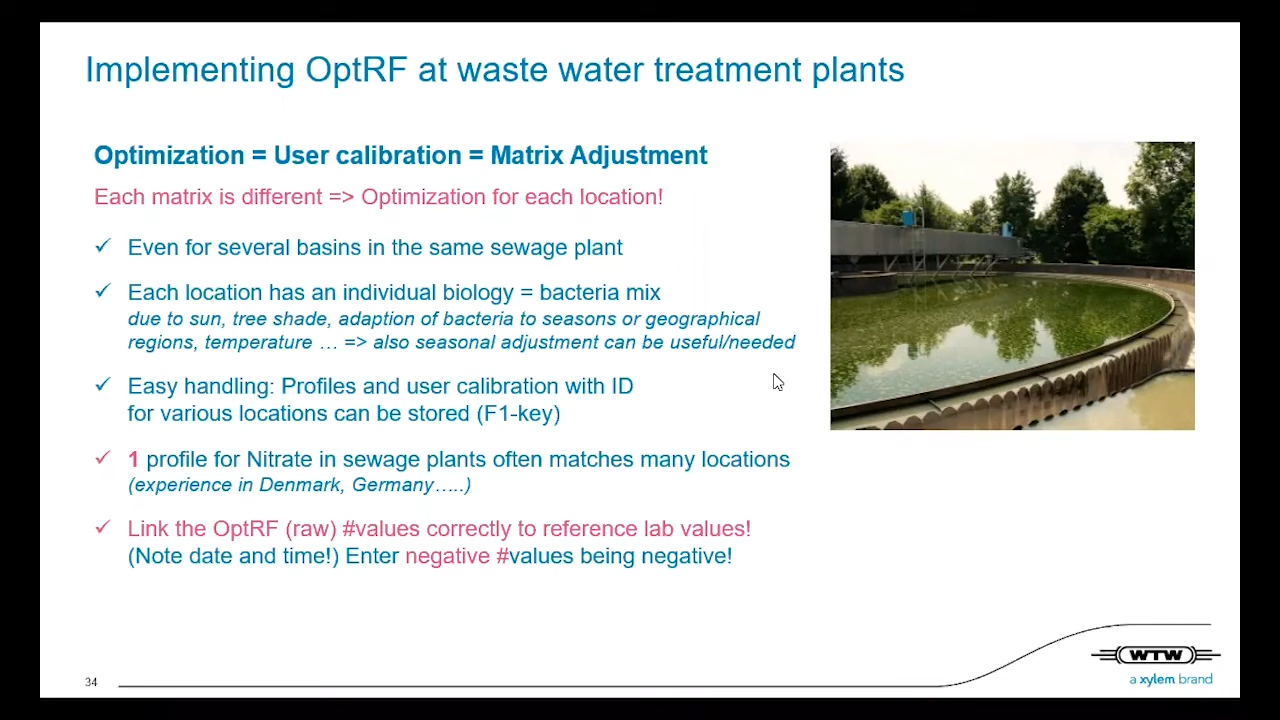 Implementing OptRF at waste water treatment plants
Optimization = User calibration = Matrix Adjustment
Each matrix is different => Optimization for each location!
✓ Even for several basins in the same sewage plant
✓ Each location has an individual biology = bacteria mix
due to sun, tree shade, adaption of bacteria to seasons or geographical
regions, temperature … => also seasonal adjustment can be useful/needed
✓ Easy handling: Profiles and user calibration with ID
for various locations can be stored (F1-key)
✓ 1 profile for Nitrate in sewage plants often matches many locations
(experience in Denmark, Germany…..)
✓ Link the OptRF (raw) #values correctly to reference lab values!
(Note date and time!) Enter negative #values being negative!
34
WTW
a xylem brand